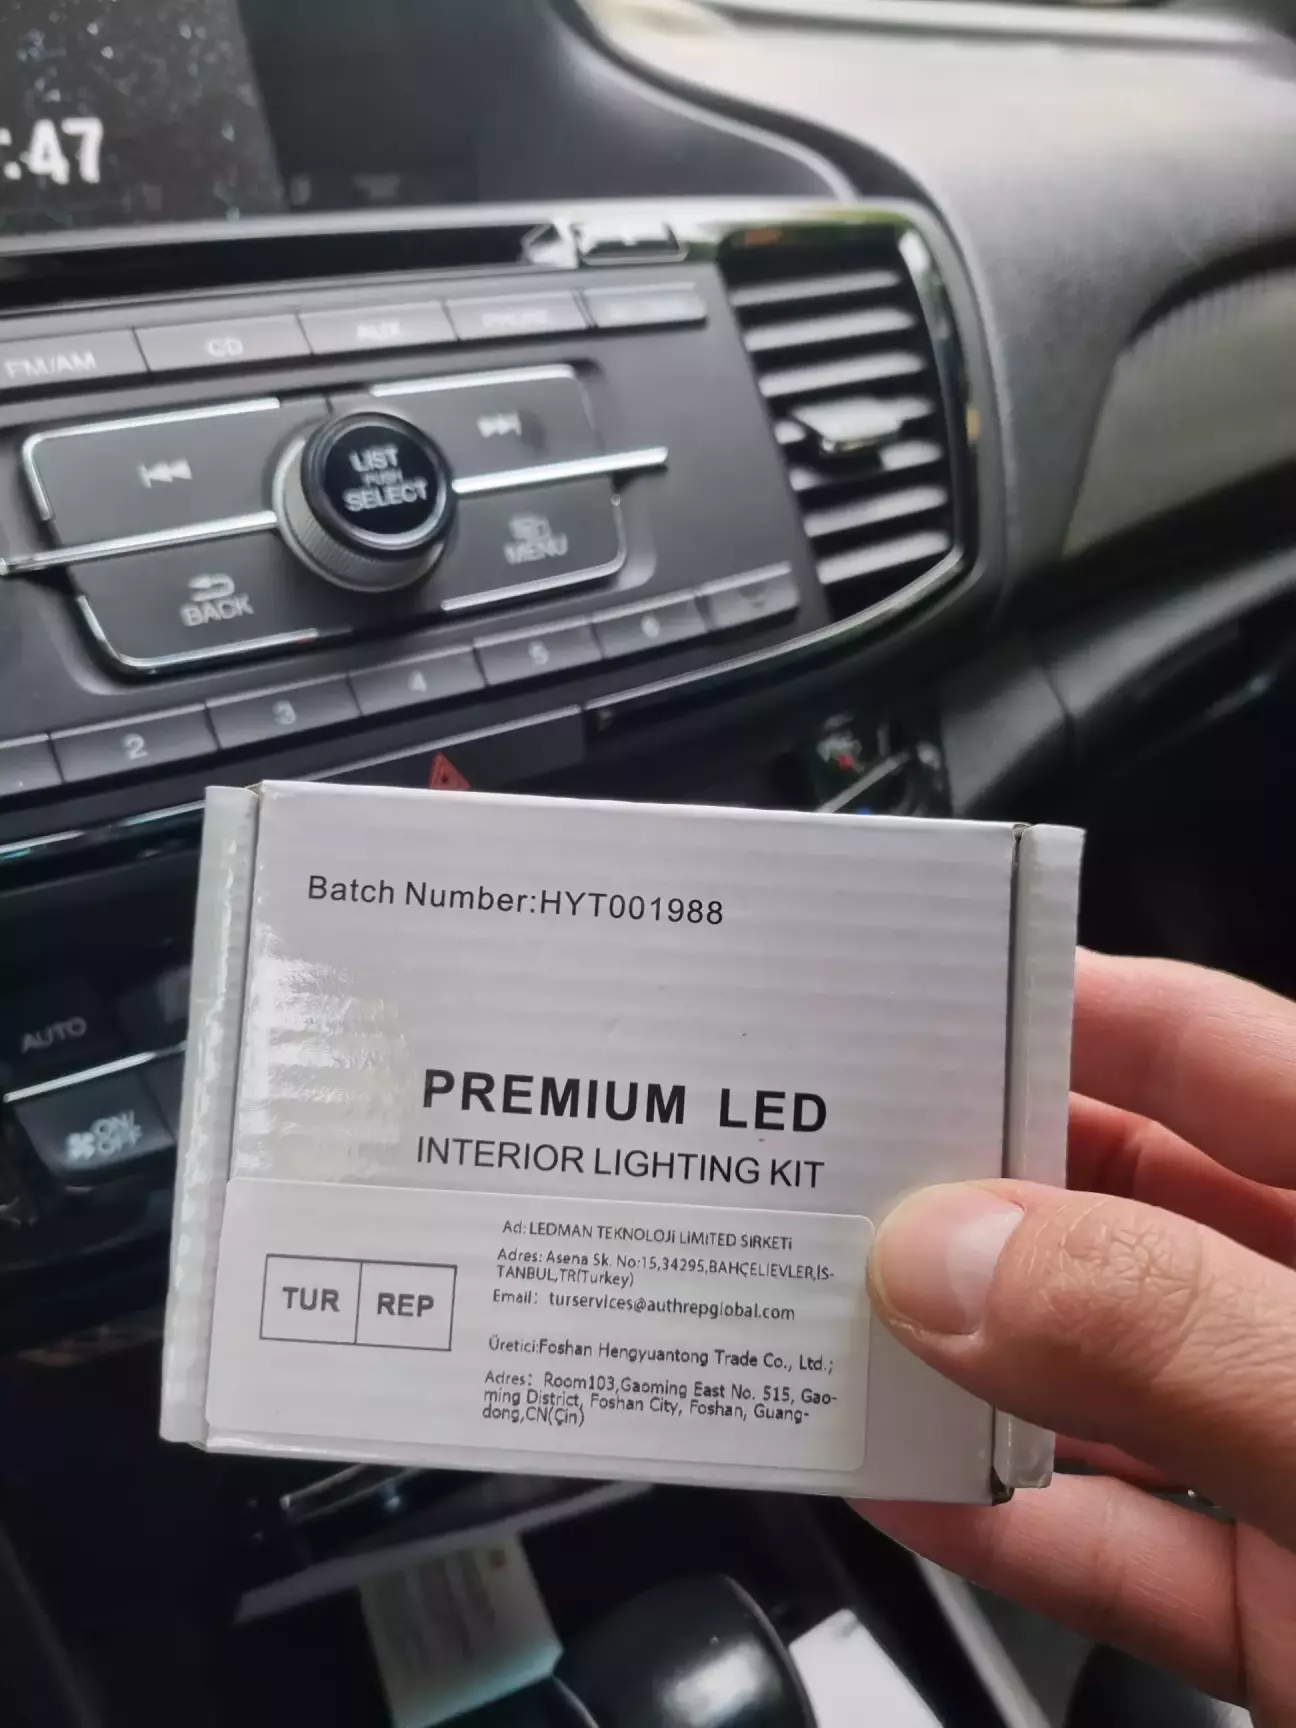 :47
FM/AM
CD
AUX
PHONE
LIST
PUSH
SELECT
MENU
BACK
2
3
4
5
6
AUTO
ON/
OFF
Batch Number:HYT001988
PREMIUM LED
INTERIOR LIGHTING KIT
TUR REP
Ad: LEDMAN TEKNOLOJi LiMiTED SiRKETi
Adres: Asena Sk. No:15,34295,BAHÇELIEVLER,İS-
TANBUL,TR(Turkey)
Email: turservices@authrepglobal.com
Üretici:Foshan Hengyuantong Trade Co., Ltd.;
Adres: Room103,Gaoming East No. 515, Gao-
ming District, Foshan City, Foshan, Guang-
dong,CN(Çin)